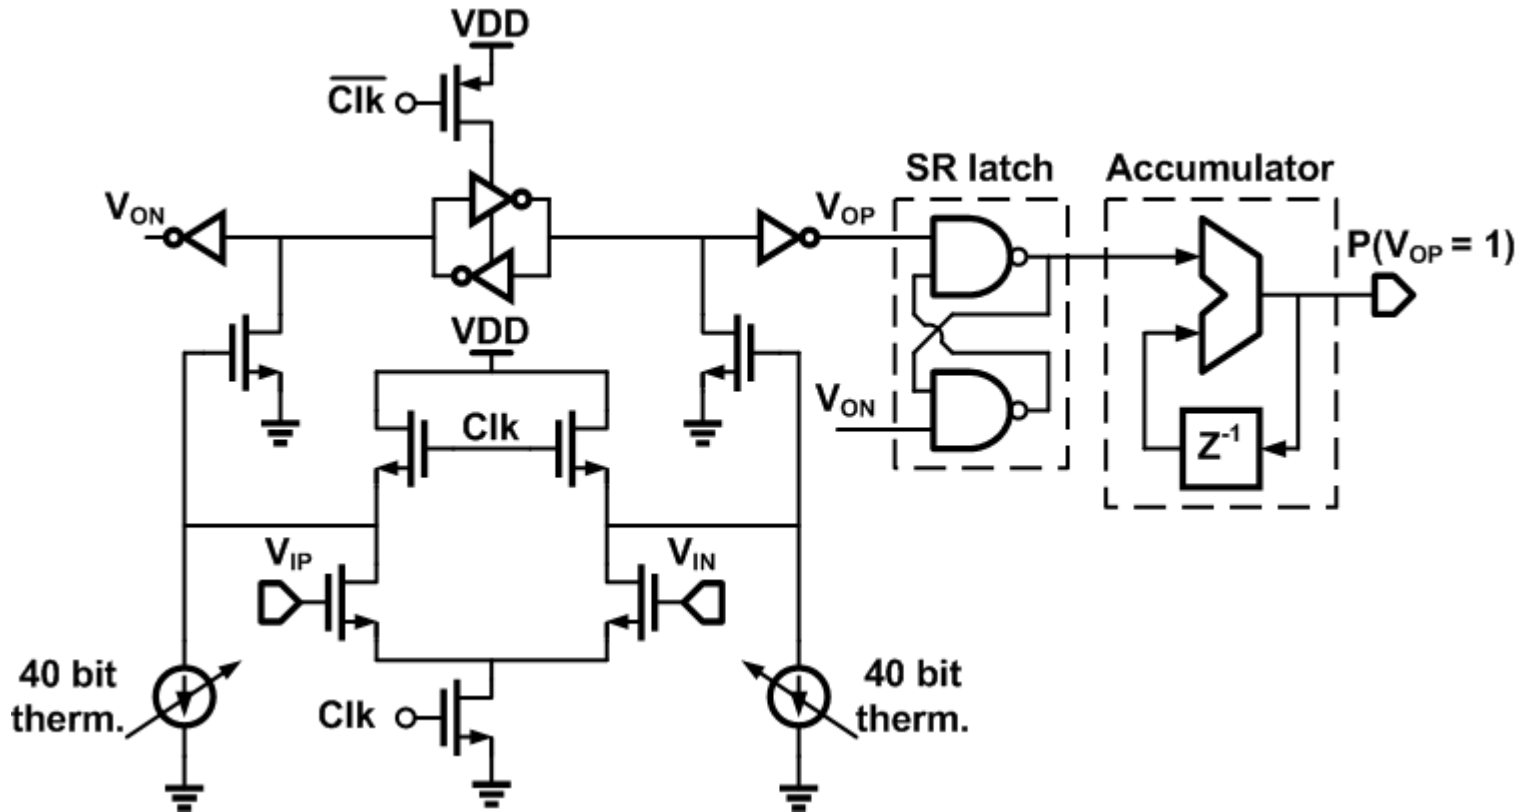 VDD
Clk
SR latch
Accumulator
VON
VOP
P(VOP = 1)
VDD
Clk
VON
Z-1
VIP
VIN
40 bit
therm.
Clk
40 bit
therm.